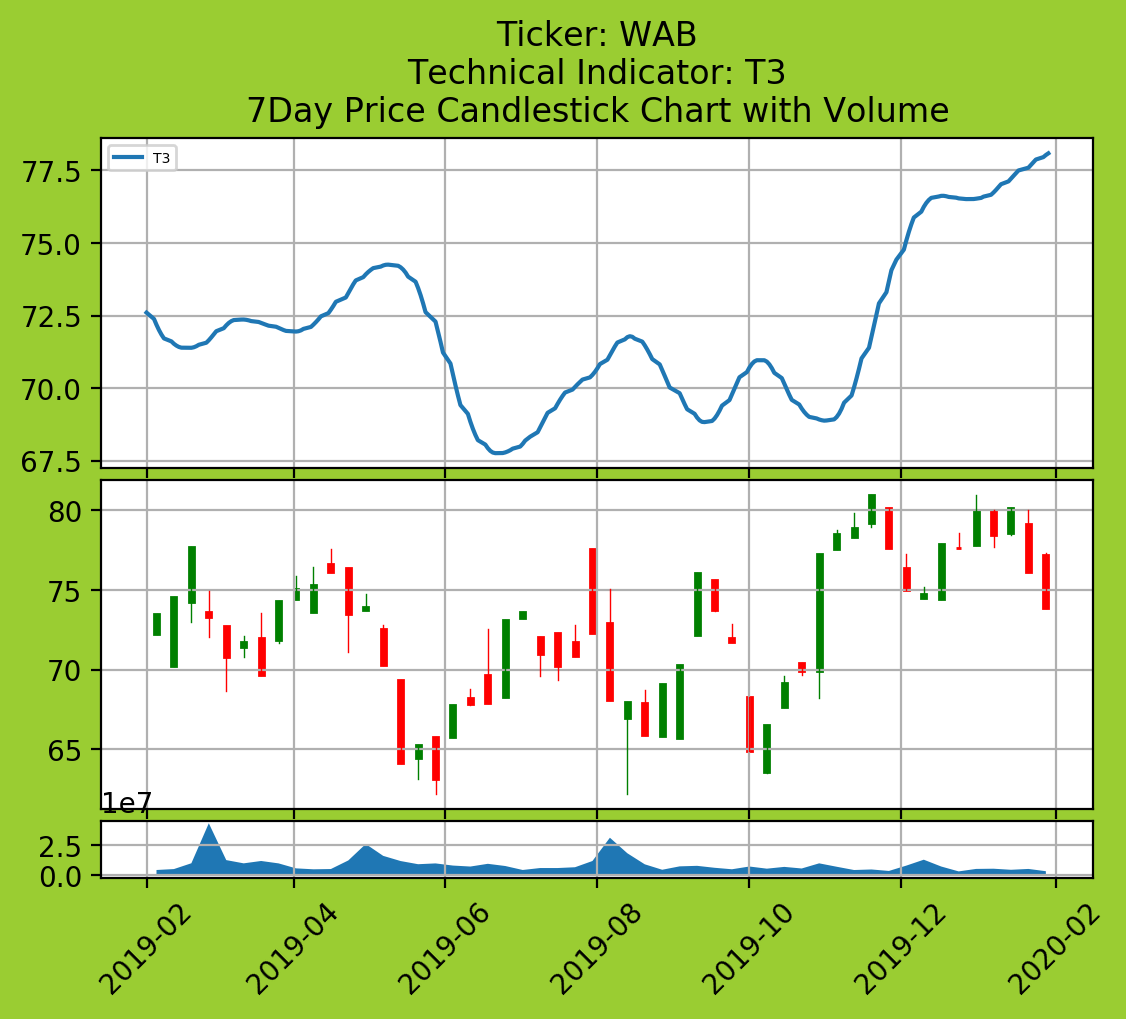 Ticker: WAB
Technical Indicator: T3
7Day Price Candlestick Chart with Volume
T3
77.5
75.0
72.5
70.0
67.5
80
75
70
65
1e7
2.5
0.0
2019-02 2019-04 2019-06 2019-08 2019-10 2019-12 2020-02